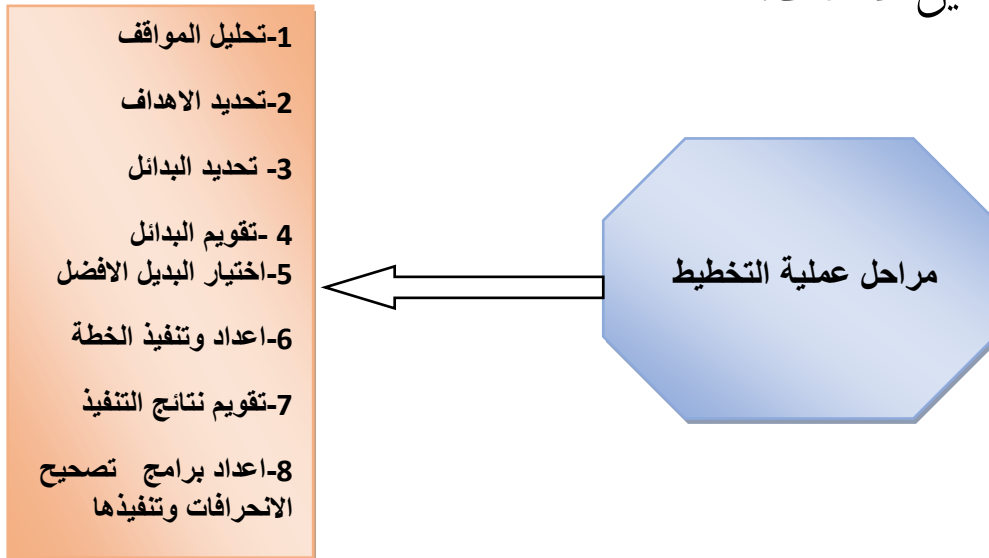 1-تحليل المواقف
2-تحديد الاهداف
3- تحديد البدائل
4 -تقويم البدائل
5-اختيار البديل الافضل
6-اعداد وتنفيذ الخطة
7-تقويم نتائج التنفيذ
8-اعداد برامج تصحيح
الانحرافات وتنفيذها
مراحل عملية التخطيط